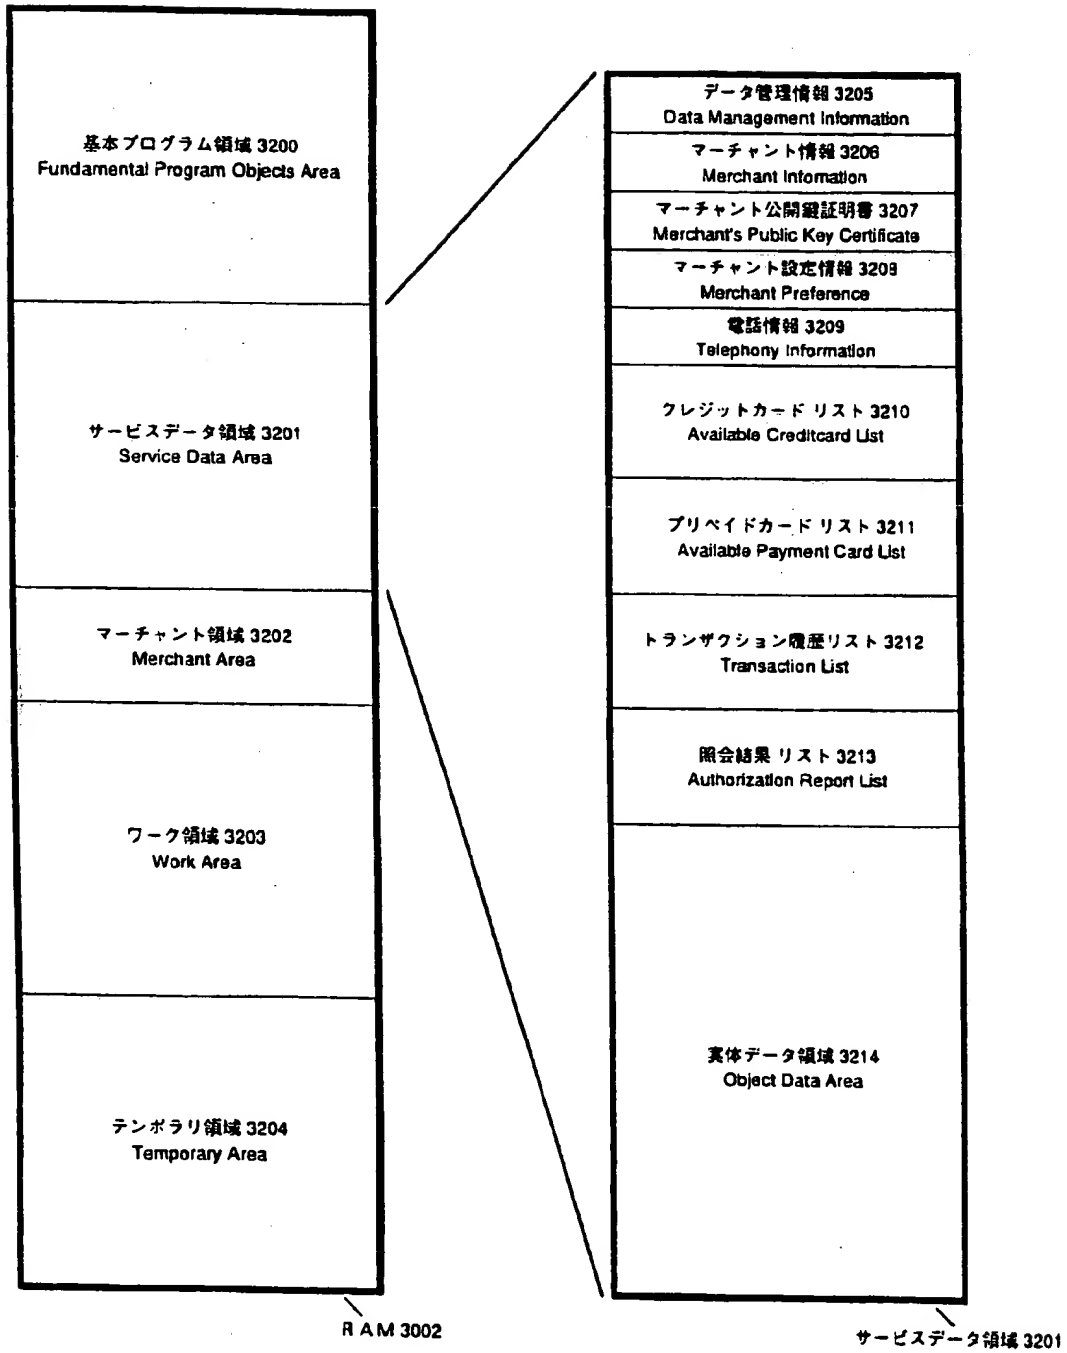 基本プログラム領域 3200
Fundamental Program Objects Area
サービスデータ領域 3201
Service Data Area
マーチャント領域 3202
Merchant Area
ワーク領域 3203
Work Area
テンポラリ領域 3204
Temporary Area
RAM 3002
データ管理情報 3205
Data Management Information
マーチャント情報 3206
Merchant Infomation
マーチャント公開鍵証明書 3207
Merchant's Public Key Certificate
マーチャント設定情報 3208
Merchant Preference
電話情報 3209
Telephony Information
クレジットカード リスト 3210
Available Creditcard List
プリペイドカード リスト 3211
Available Payment Card List
トランザクション履歴リスト 3212
Transaction List
照会結果 リスト 3213
Authorization Report List
実体データ領域 3214
Object Data Area
サービスデータ領域 3201